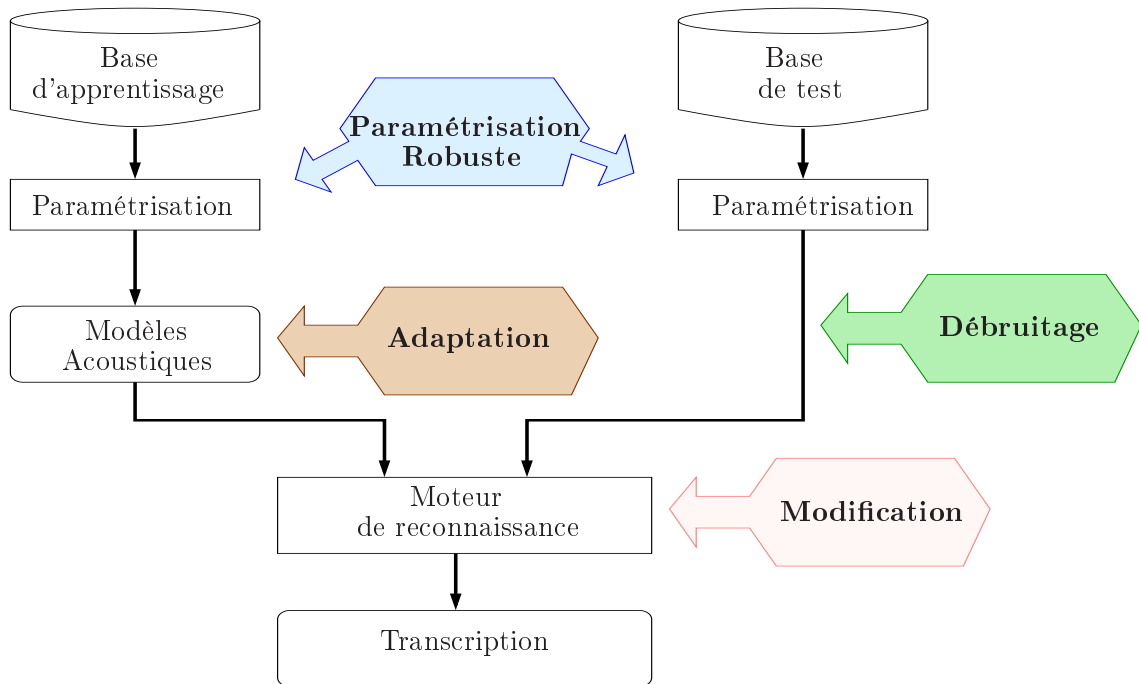 Base
d'apprentissage
Base
de test
Paramétrisation
Robuste
Paramétrisation
Paramétrisation
Modèles
Acoustiques
Adaptation
Débruitage
Moteur
de reconnaissance
Modification
Transcription